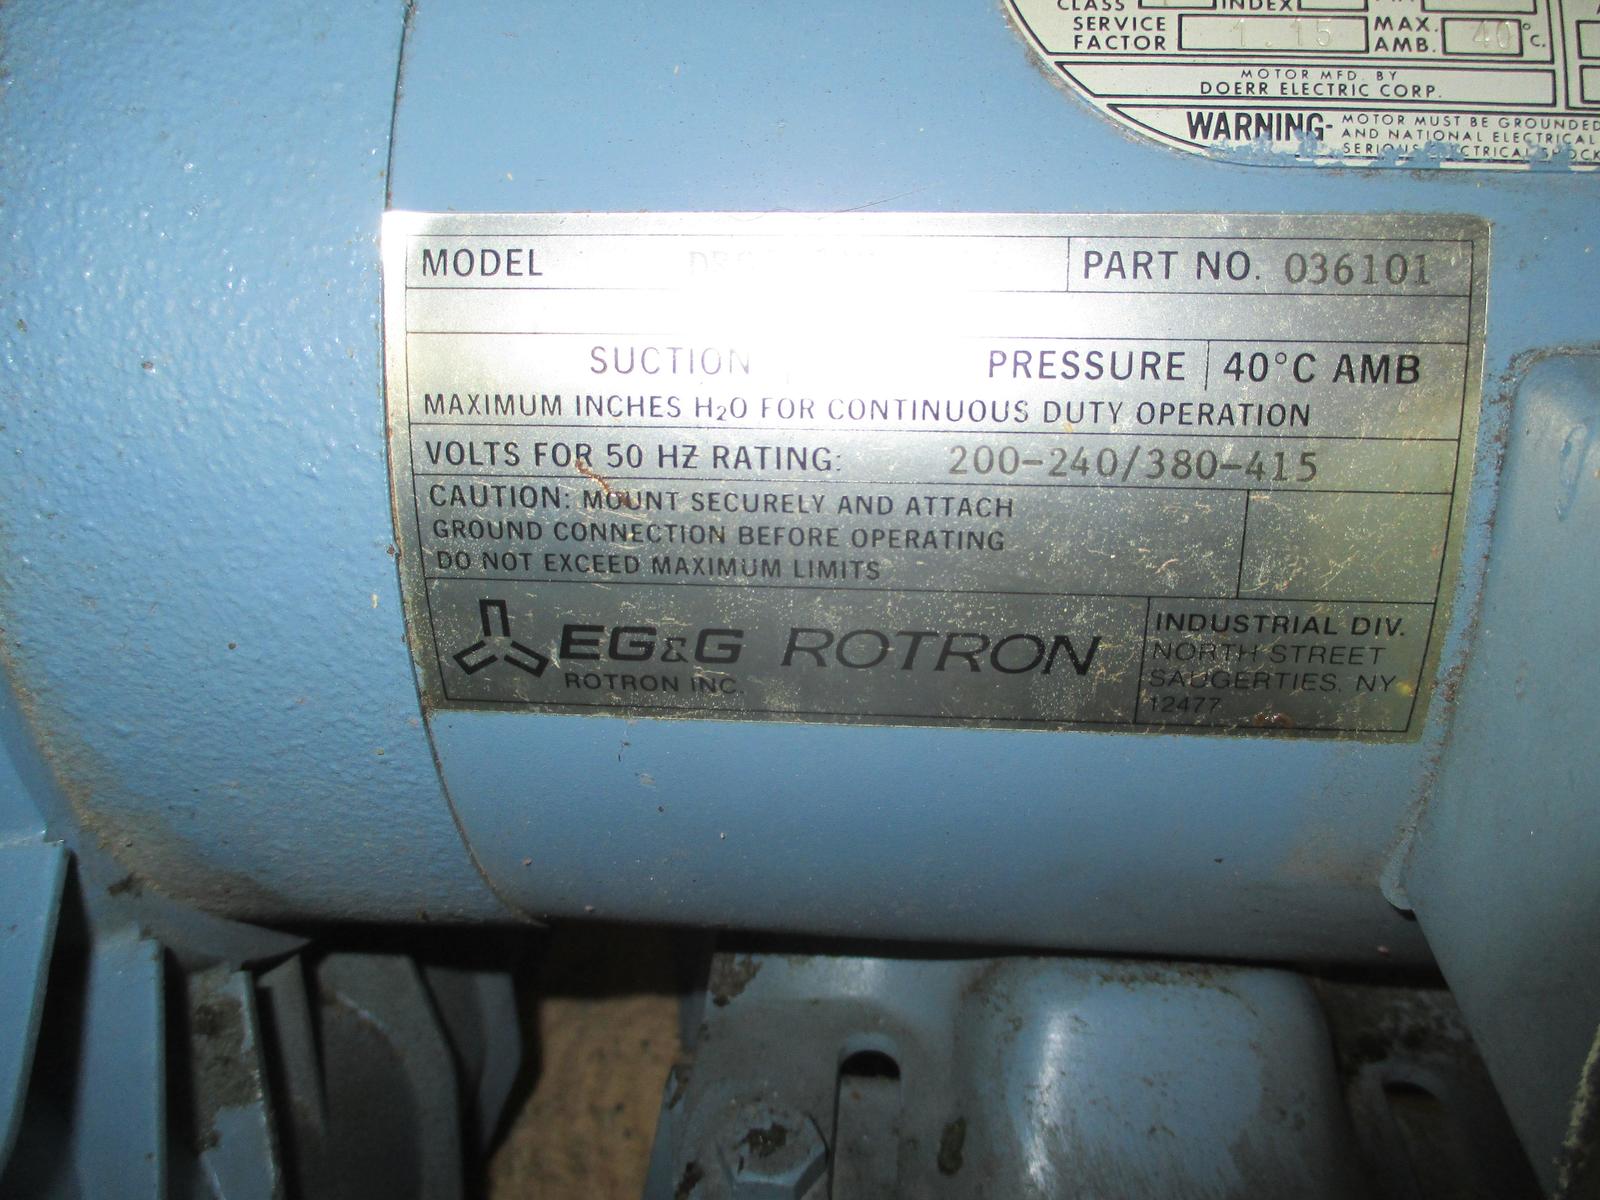 CLASS INDEX
SERVICE FACTOR 1.15 MAX. AMB. 40 °C.
MOTOR MFD. BY
DOERR ELECTRIC CORP.
WARNING- MOTOR MUST BE GROUNDED
AND NATIONAL ELECTRICAL
SERIOUS ELECTRICAL SHOCK
MODEL PART NO. 036101
SUCTION PRESSURE 40°C AMB
MAXIMUM INCHES H₂O FOR CONTINUOUS DUTY OPERATION
VOLTS FOR 50 HZ RATING: 200-240/380-415
CAUTION: MOUNT SECURELY AND ATTACH
GROUND CONNECTION BEFORE OPERATING
DO NOT EXCEED MAXIMUM LIMITS
EG&G ROTRON
ROTRON INC.
INDUSTRIAL DIV.
NORTH STREET
SAUGERTIES, NY
12477